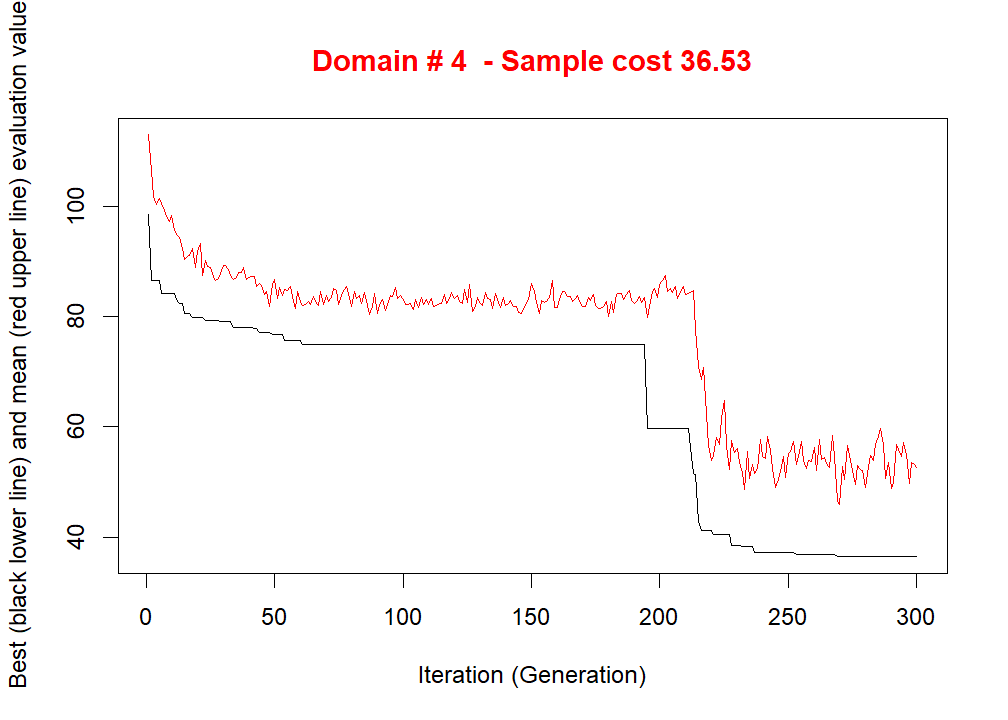 Domain # 4  - Sample cost 36.53
Best (black lower line) and mean (red upper line) evaluation value
100
80
60
40
0 50 100 150 200 250 300
Iteration (Generation)